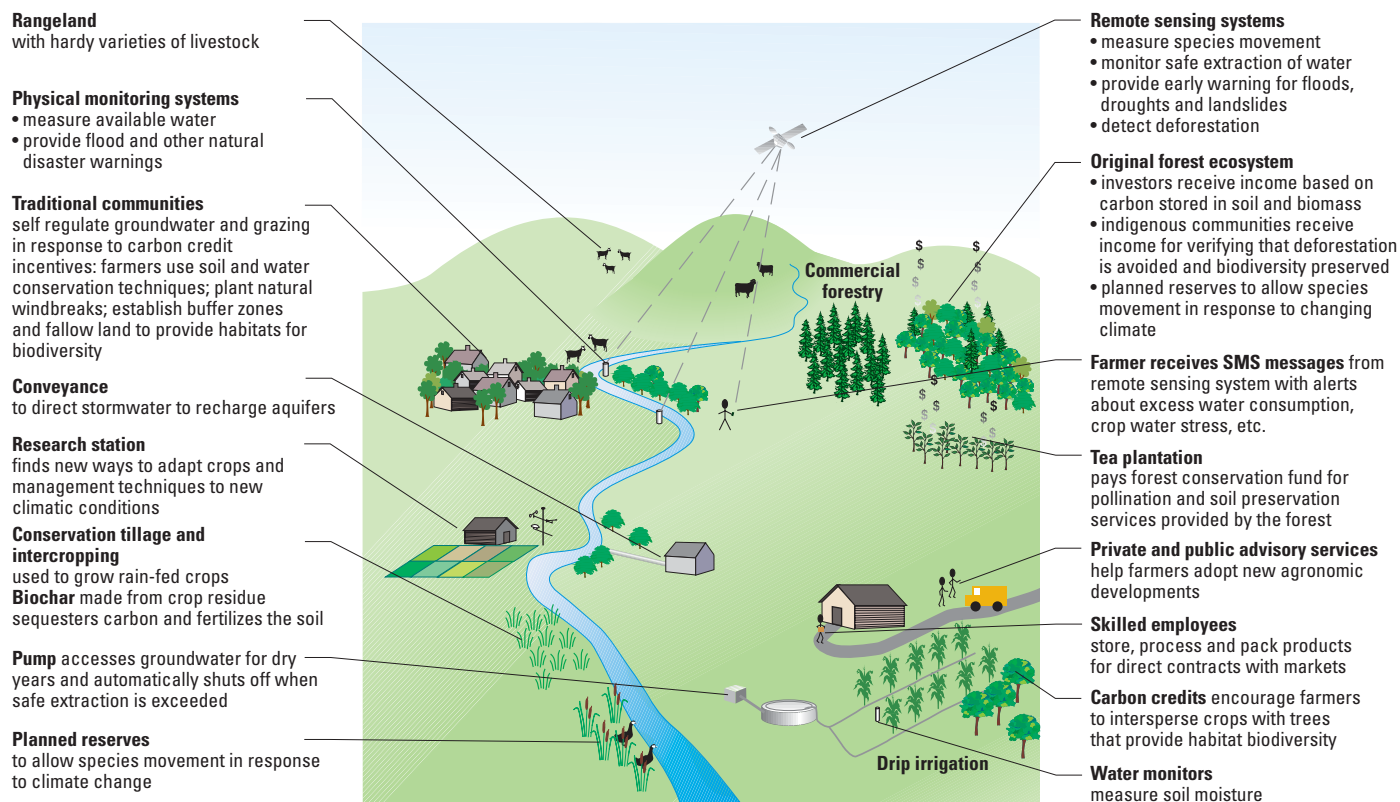 Rangeland
with hardy varieties of livestock
Physical monitoring systems
• measure available water
• provide flood and other natural
disaster warnings
Traditional communities
self regulate groundwater and grazing
in response to carbon credit
incentives: farmers use soil and water
conservation techniques; plant natural
windbreaks; establish buffer zones
and fallow land to provide habitats for
biodiversity
Conveyance
to direct stormwater to recharge aquifers
Research station
finds new ways to adapt crops and
management techniques to new
climatic conditions
Conservation tillage and
intercropping
used to grow rain-fed crops
Biochar made from crop residue
sequesters carbon and fertilizes the soil
Pump accesses groundwater for dry
years and automatically shuts off when
safe extraction is exceeded
Planned reserves
to allow species movement in response
to climate change
Commercial
forestry
$ $
$ $
$ $
$ $
$
$ $
$ $
Drip irrigation
Remote sensing systems
• measure species movement
• monitor safe extraction of water
• provide early warning for floods,
droughts and landslides
• detect deforestation
Original forest ecosystem
• investors receive income based on
carbon stored in soil and biomass
• indigenous communities receive
income for verifying that deforestation
is avoided and biodiversity preserved
• planned reserves to allow species
movement in response to changing
climate
Farmer receives SMS messages from
remote sensing system with alerts
about excess water consumption,
crop water stress, etc.
Tea plantation
pays forest conservation fund for
pollination and soil preservation
services provided by the forest
Private and public advisory services
help farmers adopt new agronomic
developments
Skilled employees
store, process and pack products
for direct contracts with markets
Carbon credits encourage farmers
to intersperse crops with trees
that provide habitat biodiversity
Water monitors
measure soil moisture